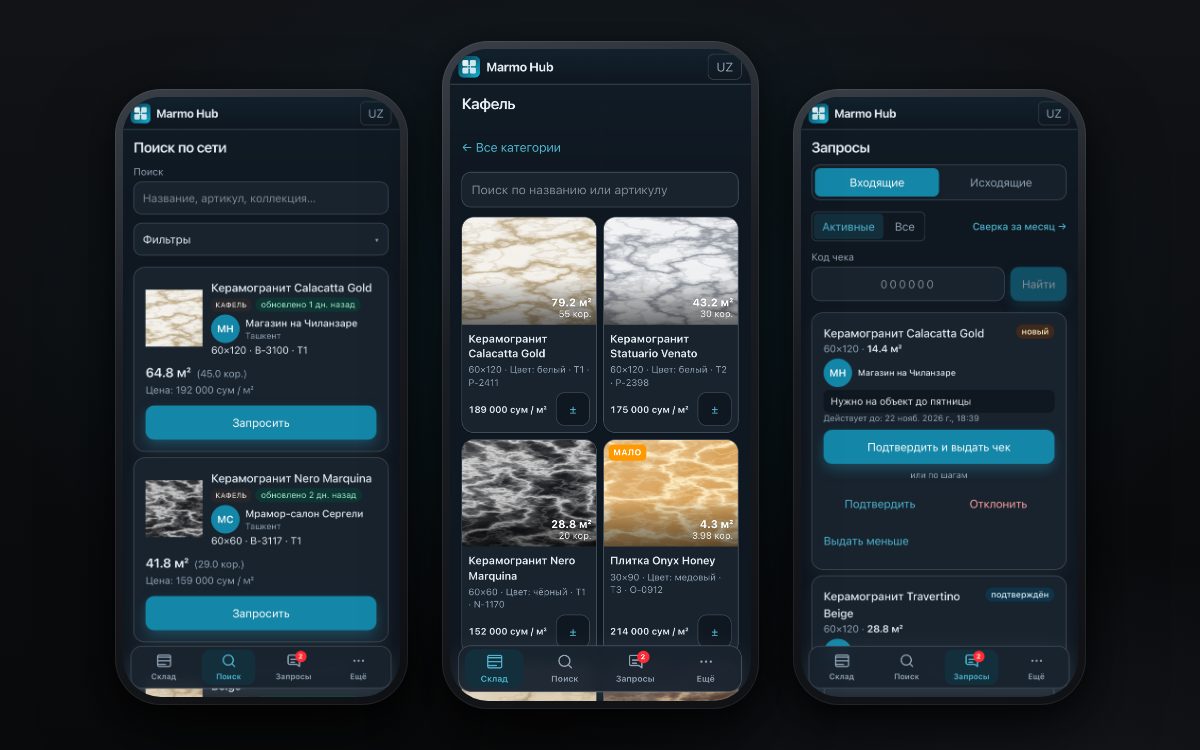 Marmo Hub
UZ
Поиск по сети
Поиск
Название, артикул, коллекция...
Фильтры
Керамогранит Calacatta Gold
КАФЕЛЬ
обновлено 1 дн. назад
МН
Магазин на Чиланзаре
Ташкент
60×120 · B-3100 · T1
64.8 м² (45.0 кор.)
Цена: 192 000 сум / м²
Запросить
Керамогранит Nero Marquina
КАФЕЛЬ
обновлено 2 дн. назад
МС
Мрамор-салон Сергели
Ташкент
60×60 · B-3117 · T1
41.8 м² (29.0 кор.)
Цена: 159 000 сум / м²
Запросить
Beige
Склад
Поиск
2
Запросы
Ещё
Marmo Hub
UZ
Кафель
← Все категории
Поиск по названию или артикулу
79.2 м²
55 кор.
Керамогранит
Calacatta Gold
60×120 · Цвет: белый · T1 ·
P-2411
189 000 сум / м²
±
43.2 м²
30 кор.
Керамогранит
Statuario Venato
60×120 · Цвет: белый · T2
· P-2398
175 000 сум / м²
±
28.8 м²
20 кор.
Керамогранит Nero
Marquina
60×60 · Цвет: чёрный · T1
· N-1170
152 000 сум / м²
±
МАЛО
4.3 м²
3.98 кор.
Плитка Onyx Honey
30×90 · Цвет: медовый ·
T3 · O-0912
214 000 сум / м²
±
Склад
Поиск
2
Запросы
Ещё
Marmo Hub
UZ
Запросы
Входящие
Исходящие
Активные
Все
Сверка за месяц →
Код чека
000000
Найти
Керамогранит Calacatta Gold
новый
60×120 · 14.4 м²
МН
Магазин на Чиланзаре
Нужно на объект до пятницы
Действует до: 22 нояб. 2026 г., 18:39
Подтвердить и выдать чек
или по шагам
Подтвердить
Отклонить
Выдать меньше
Керамогранит Travertino
Beige
подтверждён
60×120 · 28.8 м²
Склад
Поиск
2
Запросы
Ещё